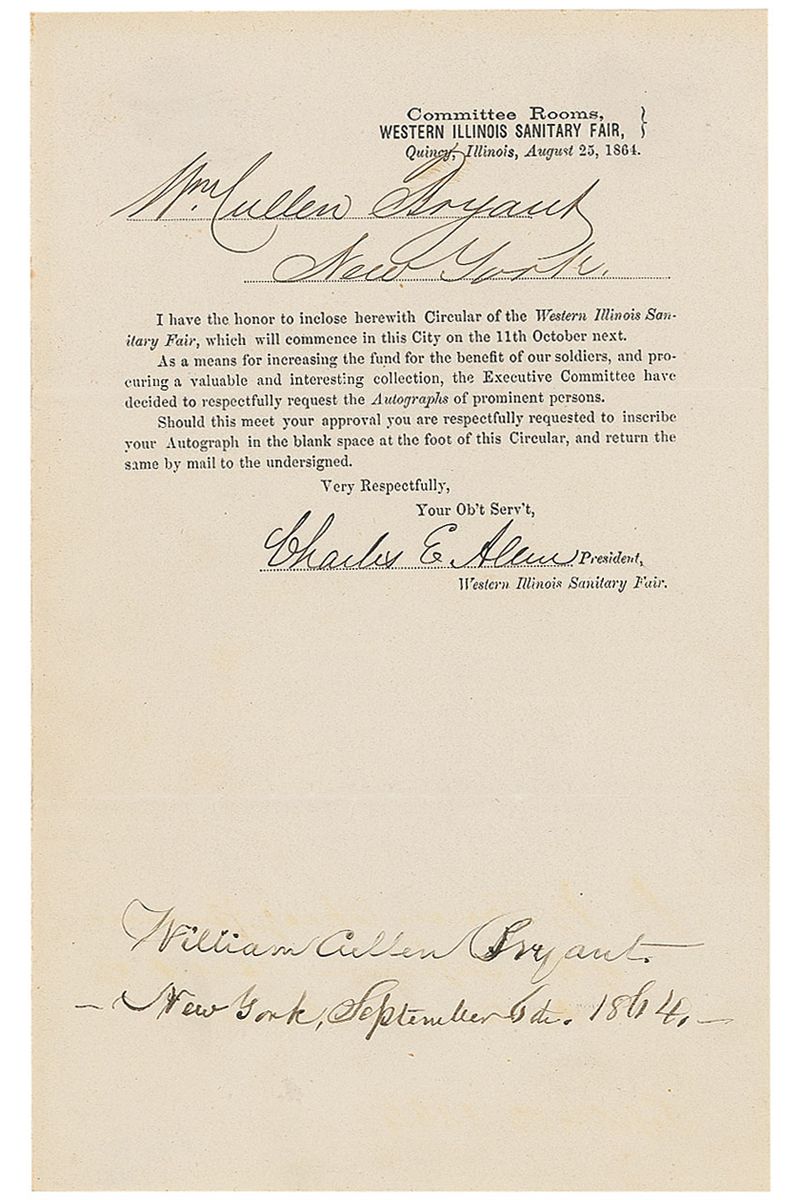 Committee Rooms,
WESTERN ILLINOIS SANITARY FAIR,
Quincy, Illinois, August 25, 1864.
Wm. Cullen Bryant
New York.
I have the honor to inclose herewith Circular of the Western Illinois San-
itary Fair, which will commence in this City on the 11th October next.
As a means for increasing the fund for the benefit of our soldiers, and pro-
curing a valuable and interesting collection, the Executive Committee have
decided to respectfully request the Autographs of prominent persons.
Should this meet your approval you are respectfully requested to inscribe
your Autograph in the blank space at the foot of this Circular, and return the
same by mail to the undersigned.
Very Respectfully,
Your Ob't Serv't,
Charles E. Allen President,
Western Illinois Sanitary Fair.
William Cullen Bryant.
– New York, September 6th. 1864. –